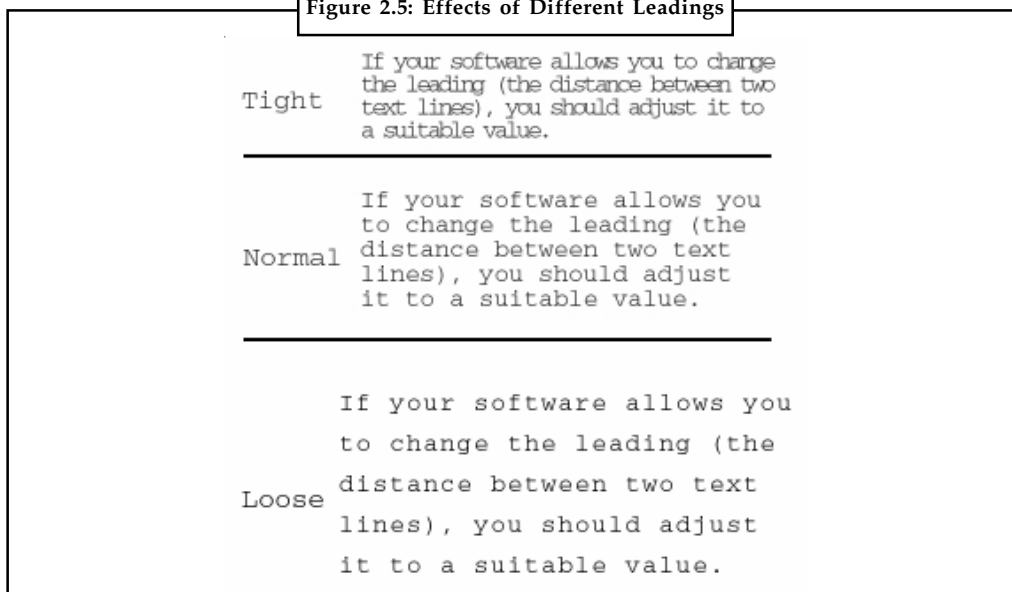 Figure 2.5: Effects of Different Leadings
Tight
If your software allows you to change
the leading (the distance between two
text lines), you should adjust it to
a suitable value.
Normal
If your software allows you
to change the leading (the
distance between two text
lines), you should adjust
it to a suitable value.
Loose
If your software allows you
to change the leading (the
distance between two text
lines), you should adjust
it to a suitable value.